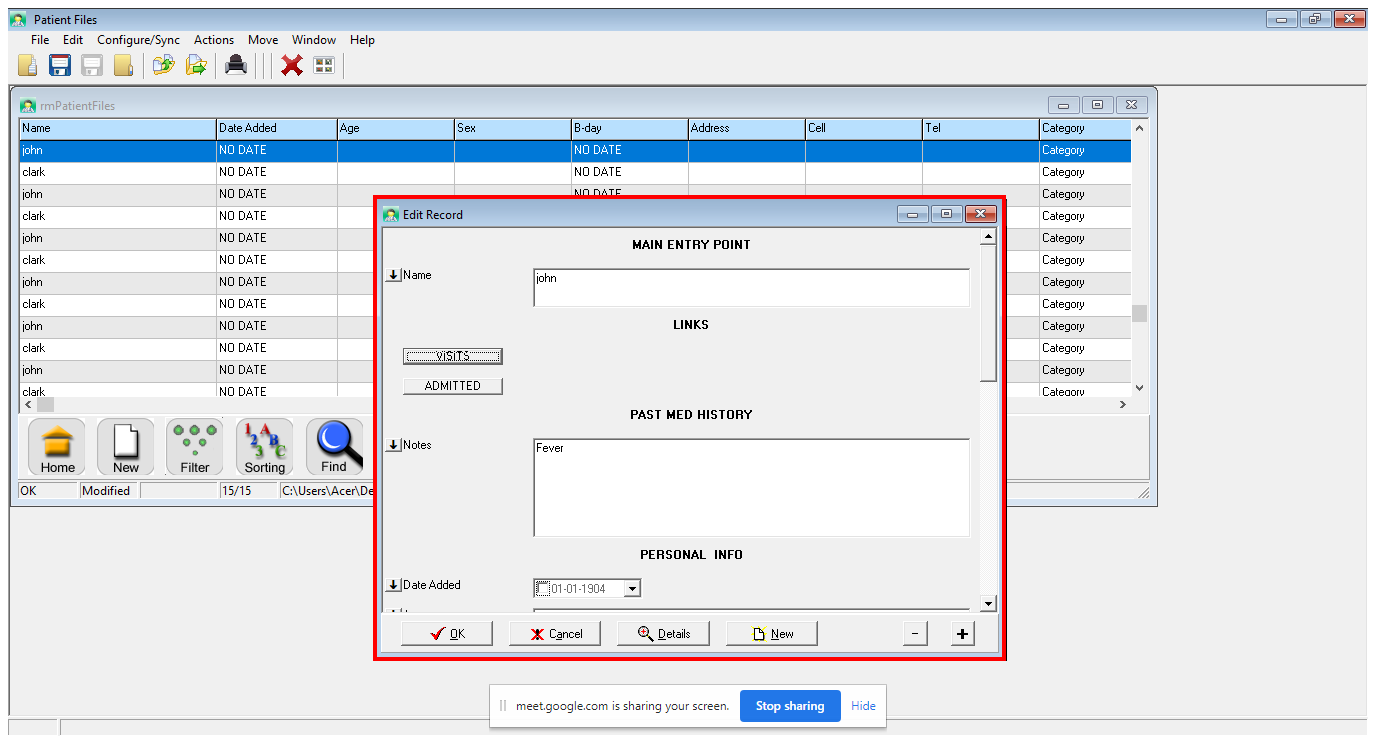 Patient Files
File Edit Configure/Sync Actions Move Window Help
rmPatientFiles
Name Date Added Age Sex B-day Address Cell Tel Category
john NO DATE NO DATE Category
clark NO DATE NO DATE Category
john NO DATE NO DATE Category
clark NO DATE Category
john NO DATE Category
clark NO DATE Category
john NO DATE Category
clark NO DATE Category
john NO DATE Category
clark NO DATE Category
john NO DATE Category
clark NO DATE Category
Home New Filter Sorting Find
OK Modified 15/15 C:\Users\Acer\De
Edit Record
MAIN ENTRY POINT
Name john
LINKS
VISITS
ADMITTED
PAST MED HISTORY
Notes Fever
PERSONAL INFO
Date Added 01-01-1904
OK Cancel Details New - +
meet.google.com is sharing your screen. Stop sharing Hide